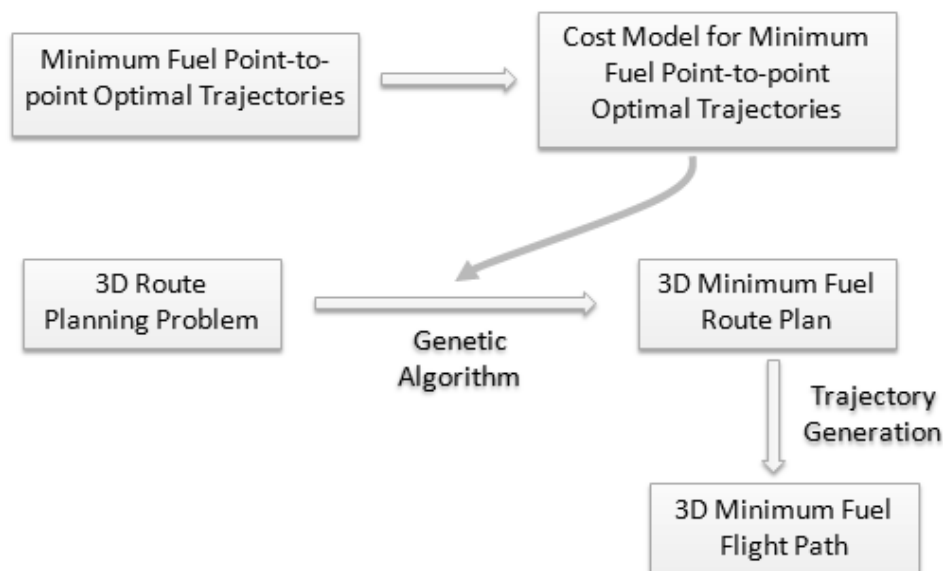 Minimum Fuel Point-to-
point Optimal Trajectories
Cost Model for Minimum
Fuel Point-to-point
Optimal Trajectories
3D Route
Planning Problem
Genetic
Algorithm
3D Minimum Fuel
Route Plan
Trajectory
Generation
3D Minimum Fuel
Flight Path